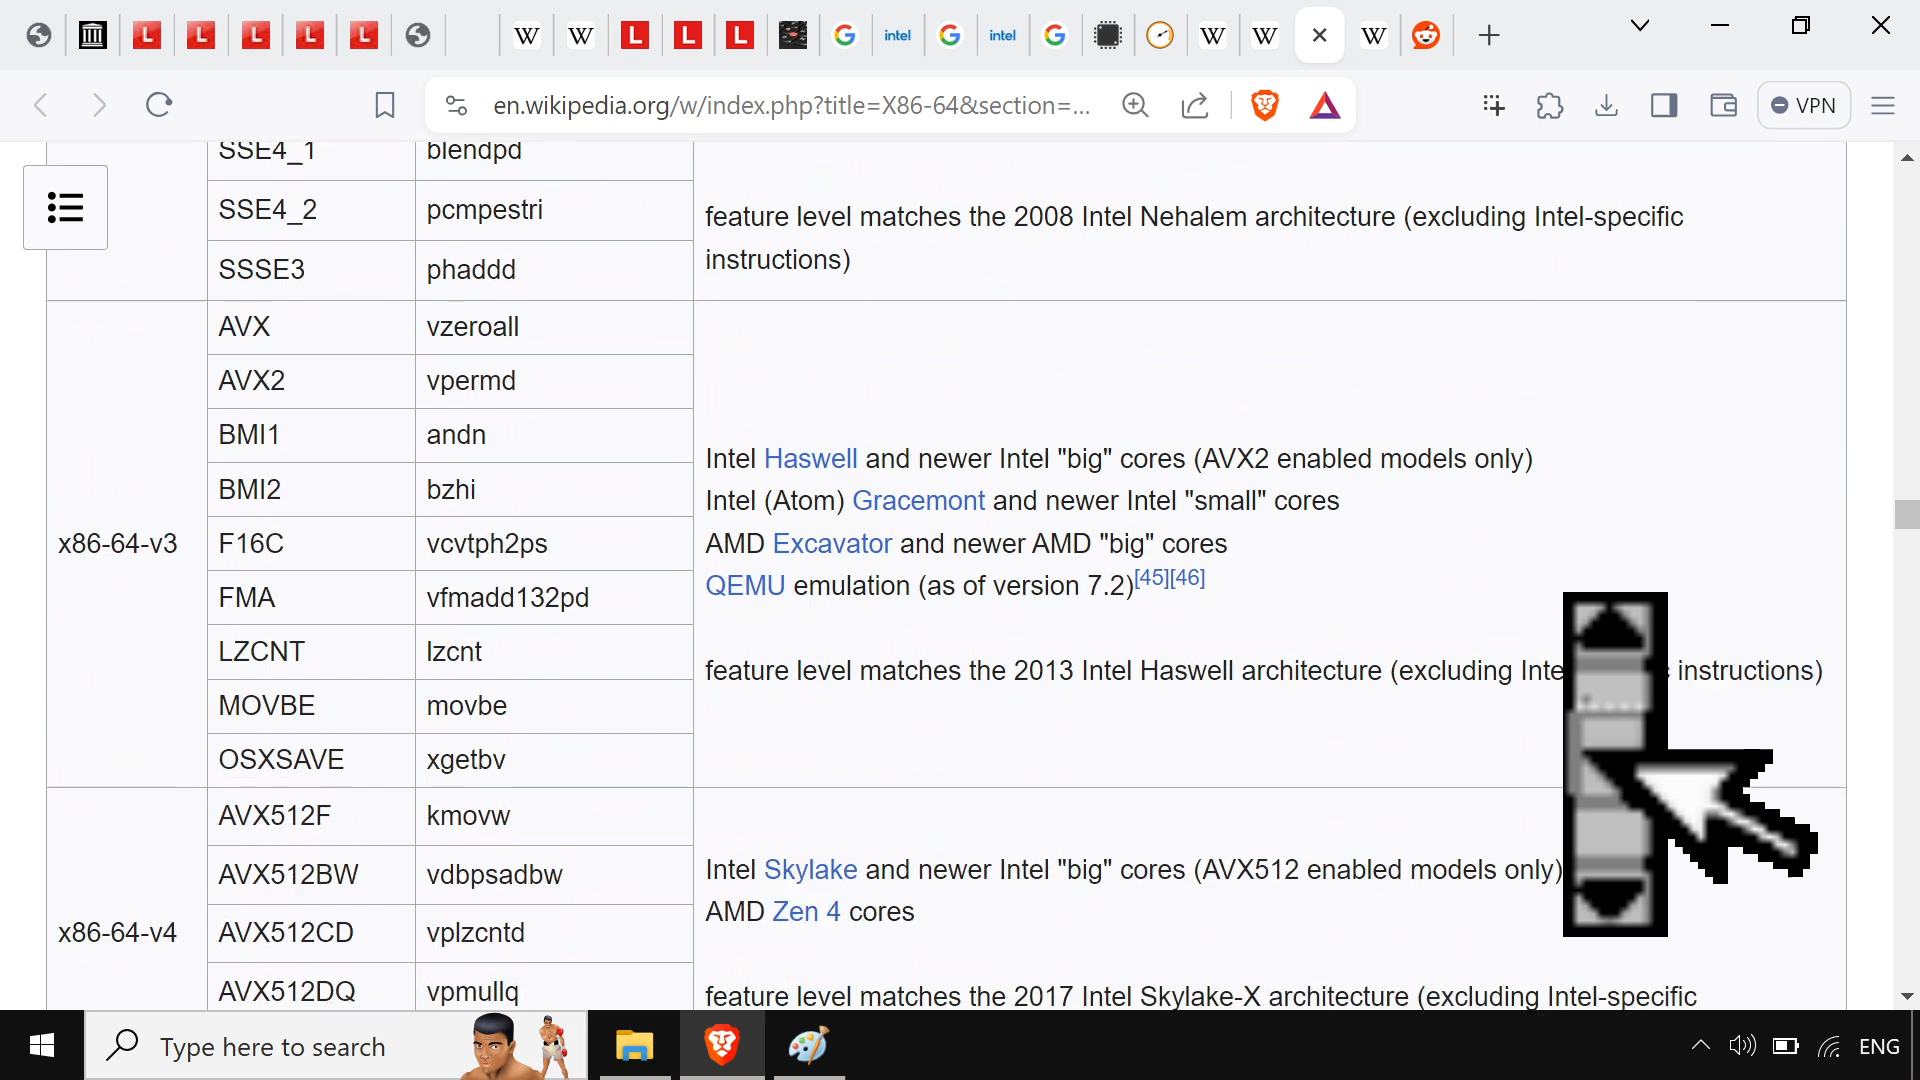 W
W
L
L
L
intel
intel
W
W
W
en.wikipedia.org/w/index.php?title=X86-64&section=...
VPN
SSE4_1 blendpd
SSE4_2 pcmpestri
SSSE3 phaddd
feature level matches the 2008 Intel Nehalem architecture (excluding Intel-specific
instructions)
x86-64-v3
AVX vzeroall
AVX2 vpermd
BMI1 andn
BMI2 bzhi
F16C vcvtph2ps
FMA vfmadd132pd
LZCNT lzcnt
MOVBE movbe
OSXSAVE xgetbv
Intel Haswell and newer Intel "big" cores (AVX2 enabled models only)
Intel (Atom) Gracemont and newer Intel "small" cores
AMD Excavator and newer AMD "big" cores
QEMU emulation (as of version 7.2)[45][46]
feature level matches the 2013 Intel Haswell architecture (excluding Inte instructions)
x86-64-v4
AVX512F kmovw
AVX512BW vdbpsadbw
AVX512CD vplzcntd
AVX512DQ vpmullq
Intel Skylake and newer Intel "big" cores (AVX512 enabled models only)
AMD Zen 4 cores
feature level matches the 2017 Intel Skylake-X architecture (excluding Intel-specific
Type here to search
ENG